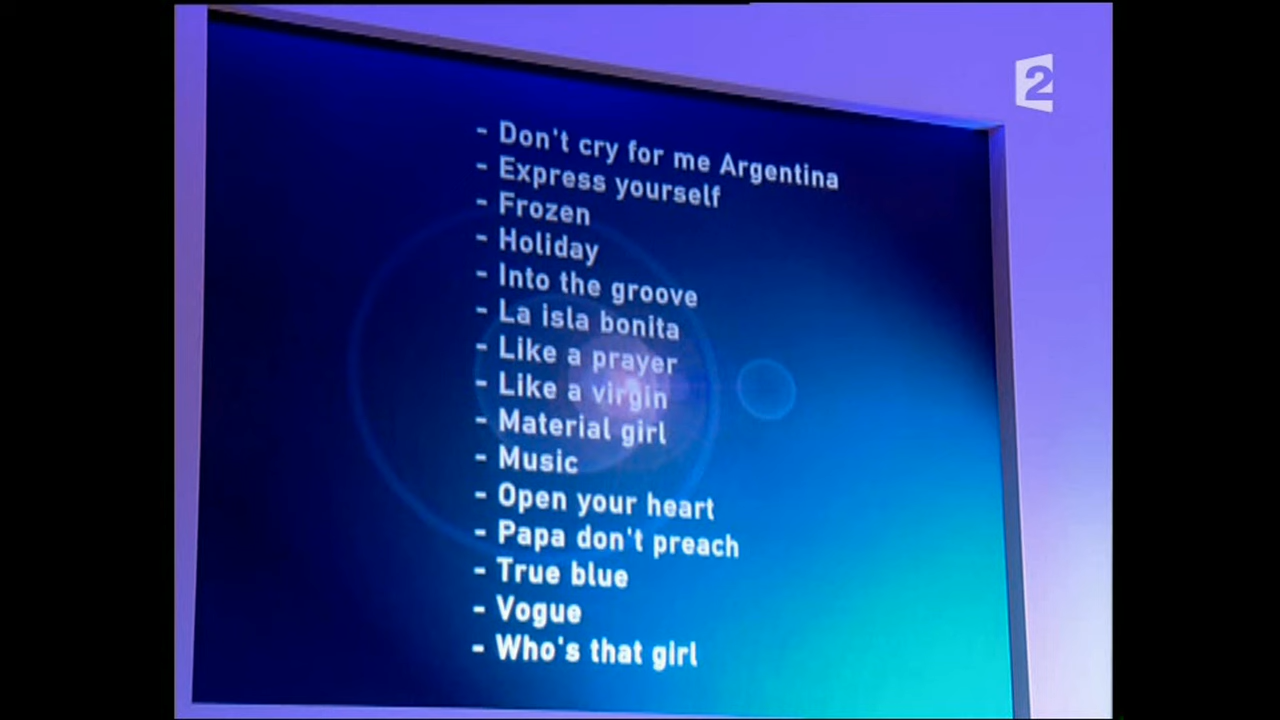 2
- Don't cry for me Argentina
- Express yourself
- Frozen
- Holiday
- Into the groove
- La isla bonita
- Like a prayer
- Like a virgin
- Material girl
- Music
- Open your heart
- Papa don't preach
- True blue
- Vogue
- Who's that girl